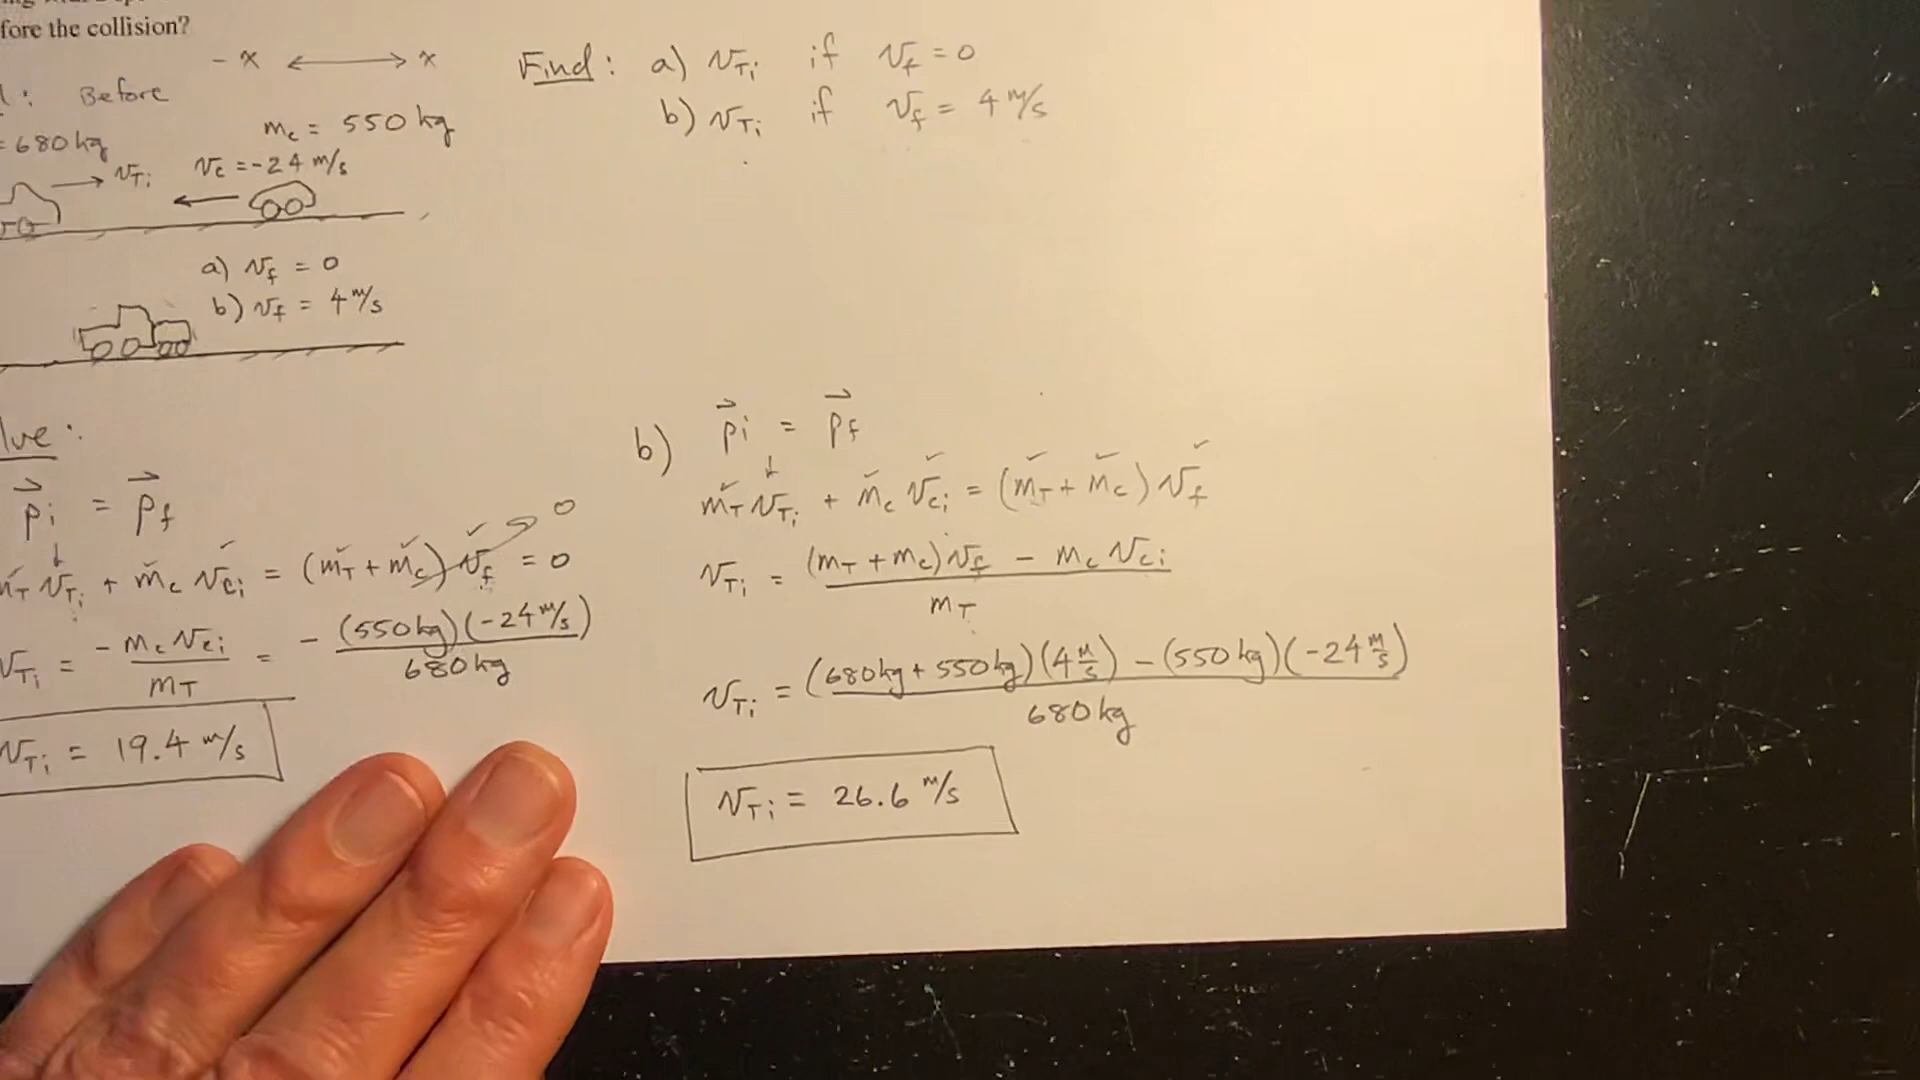 fore the collision?
- x ⟷ x
Find: a) v_Ti if v_f = 0
b) v_Ti if v_f = 4 m/s
: Before
= 680 kg
m_c = 550 kg
v_Ti v_c = -24 m/s
a) v_f = 0
b) v_f = 4 m/s
lve:
p⃗i = p⃗f
m_T v_Ti + m_c v_ci = (m_T + m_c) v_f = 0
0
v_Ti = -m_c v_ci / m_T = - (550 kg)(-24 m/s) / 680 kg
v_Ti = 19.4 m/s
b) p⃗i = p⃗f
m_T v_Ti + m_c v_ci = (m_T + m_c) v_f
v_Ti = (m_T + m_c) v_f - m_c v_ci / m_T
v_Ti = (680 kg + 550 kg)(4 m/s) - (550 kg)(-24 m/s) / 680 kg
v_Ti = 26.6 m/s